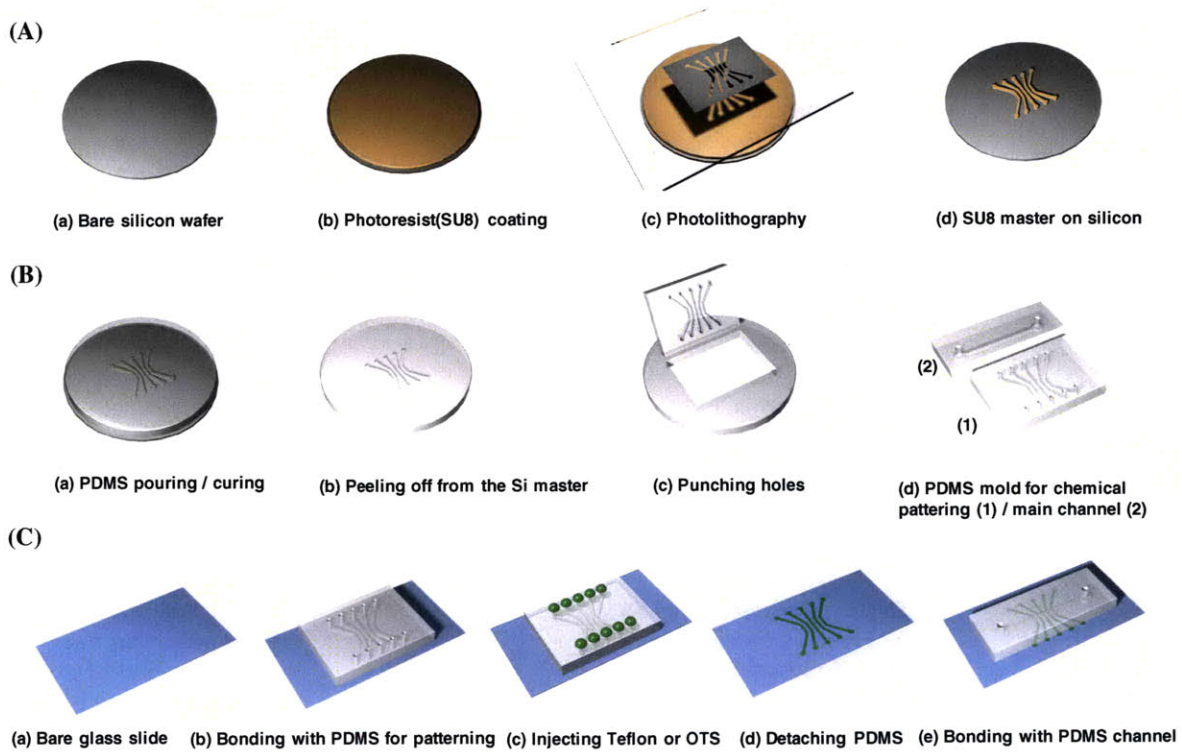 (A)
(a) Bare silicon wafer
(b) Photoresist(SU8) coating
(c) Photolithography
(d) SU8 master on silicon
(B)
(2)
(1)
(a) PDMS pouring / curing
(b) Peeling off from the Si master
(c) Punching holes
(d) PDMS mold for chemical
pattering (1) / main channel (2)
(C)
(a) Bare glass slide
(b) Bonding with PDMS for patterning
(c) Injecting Teflon or OTS
(d) Detaching PDMS
(e) Bonding with PDMS channel